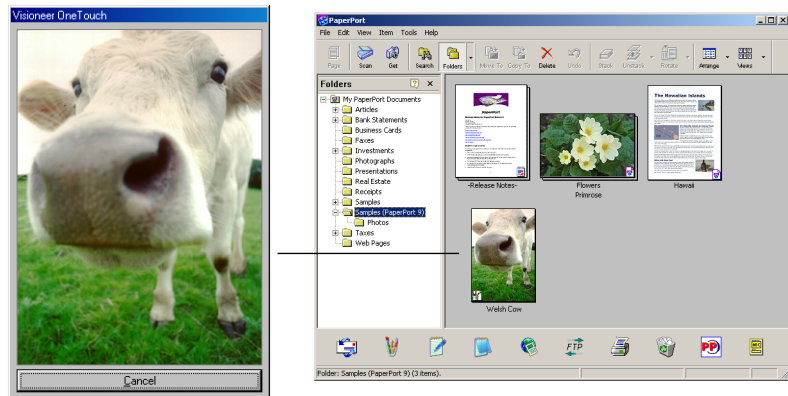 Visioneer OneTouch
Cancel
PaperPort
File Edit View Item Tools Help
Page Scan Get Search Folders Move To Copy To Delete Undo Stack Unstack Rotate Arrange Views
Folders
My PaperPort Documents
Articles
Bank Statements
Business Cards
Faxes
Investments
Photographs
Presentations
Real Estate
Receipts
Samples
Samples (PaperPort 9)
Photos
Taxes
Web Pages
PaperPort
-Release Notes-
Flowers
Primrose
The Hawaiian Islands
Hawaii
Welsh Cow
FTP
PP
Folder: Samples (PaperPort 9) (3 items).